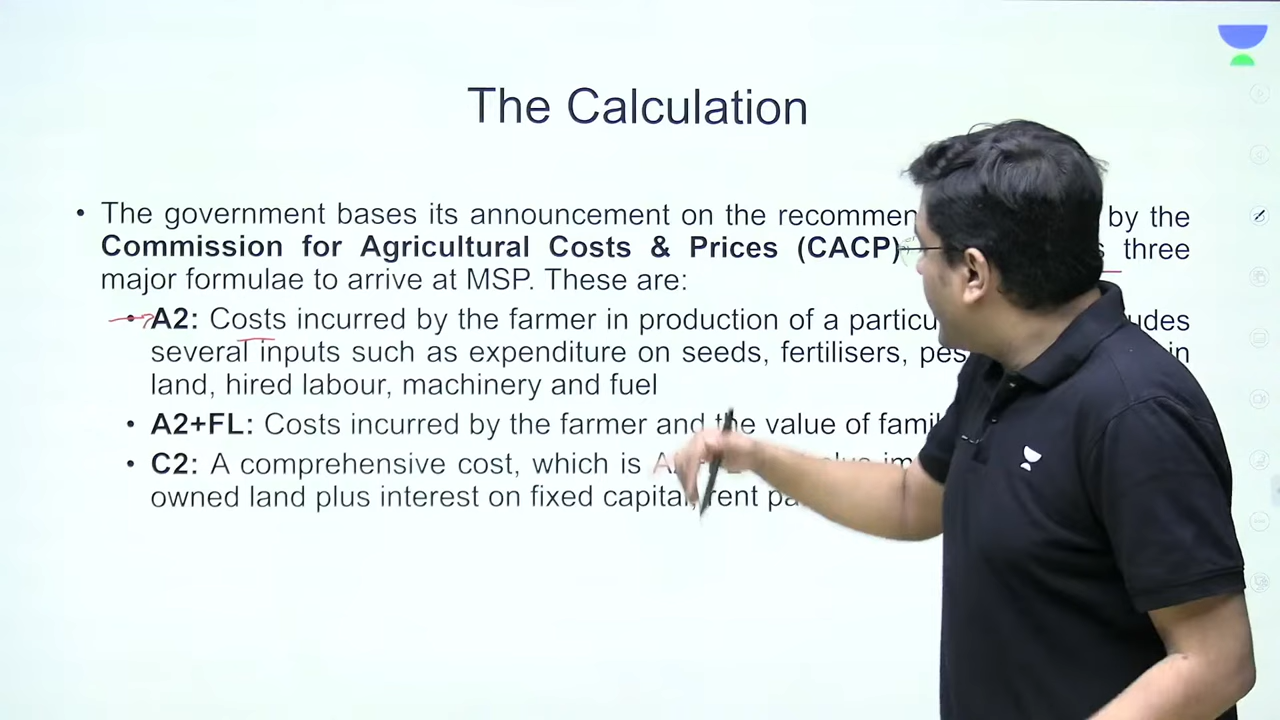 The Calculation
• The government bases its announcement on the recommen by the
Commission for Agricultural Costs & Prices (CACP) three
major formulae to arrive at MSP. These are:
• A2: Costs incurred by the farmer in production of a particu udes
several inputs such as expenditure on seeds, fertilisers, pes in
land, hired labour, machinery and fuel
• A2+FL: Costs incurred by the farmer and the value of famil
• C2: A comprehensive cost, which is
owned land plus interest on fixed capital, rent pa